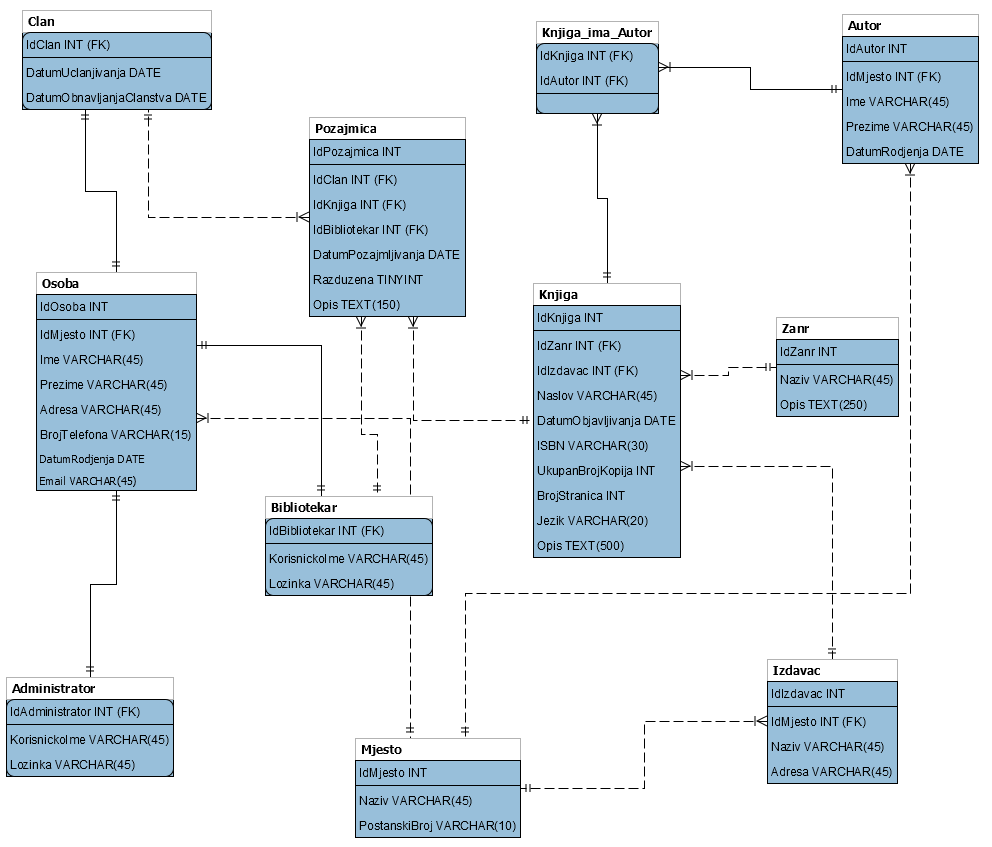 Clan
IdClan INT (FK)
DatumUclanjivanja DATE
DatumObnavljanjaClanstva DATE
Knjiga_ima_Autor
IdKnjiga INT (FK)
IdAutor INT (FK)
Autor
IdAutor INT
IdMjesto INT (FK)
Ime VARCHAR(45)
Prezime VARCHAR(45)
DatumRodjenja DATE
Pozajmica
IdPozajmica INT
IdClan INT (FK)
IdKnjiga INT (FK)
IdBibliotekar INT (FK)
DatumPozajmljivanja DATE
Razduzena TINYINT
Opis TEXT(150)
Osoba
IdOsoba INT
IdMjesto INT (FK)
Ime VARCHAR(45)
Prezime VARCHAR(45)
Adresa VARCHAR(45)
BrojTelefona VARCHAR(15)
DatumRodjenja DATE
Email VARCHAR(45)
Knjiga
IdKnjiga INT
IdZanr INT (FK)
IdIzdavac INT (FK)
Naslov VARCHAR(45)
DatumObjavljivanja DATE
ISBN VARCHAR(30)
UkupanBrojKopija INT
BrojStranica INT
Jezik VARCHAR(20)
Opis TEXT(500)
Zanr
IdZanr INT
Naziv VARCHAR(45)
Opis TEXT(250)
Bibliotekar
IdBibliotekar INT (FK)
KorisnickoIme VARCHAR(45)
Lozinka VARCHAR(45)
Administrator
IdAdministrator INT (FK)
KorisnickoIme VARCHAR(45)
Lozinka VARCHAR(45)
Izdavac
IdIzdavac INT
IdMjesto INT (FK)
Naziv VARCHAR(45)
Adresa VARCHAR(45)
Mjesto
IdMjesto INT
Naziv VARCHAR(45)
PostanskiBroj VARCHAR(10)